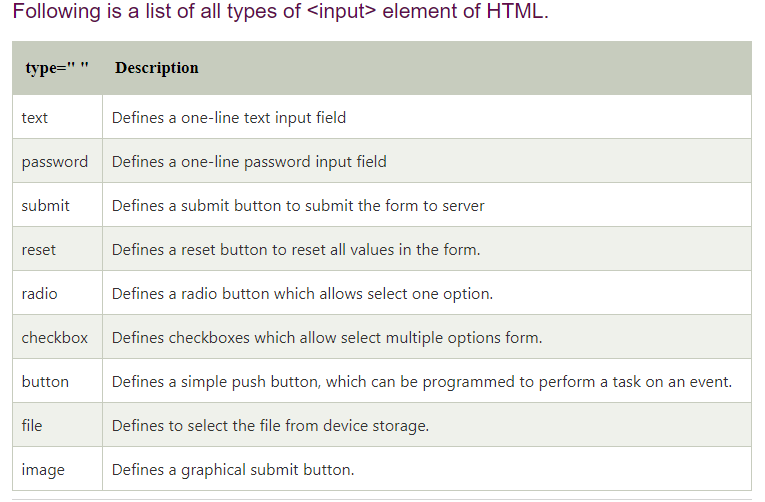 Following is a list of all types of <input> element of HTML.
type=" " Description
text Defines a one-line text input field
password Defines a one-line password input field
submit Defines a submit button to submit the form to server
reset Defines a reset button to reset all values in the form.
radio Defines a radio button which allows select one option.
checkbox Defines checkboxes which allow select multiple options form.
button Defines a simple push button, which can be programmed to perform a task on an event.
file Defines to select the file from device storage.
image Defines a graphical submit button.